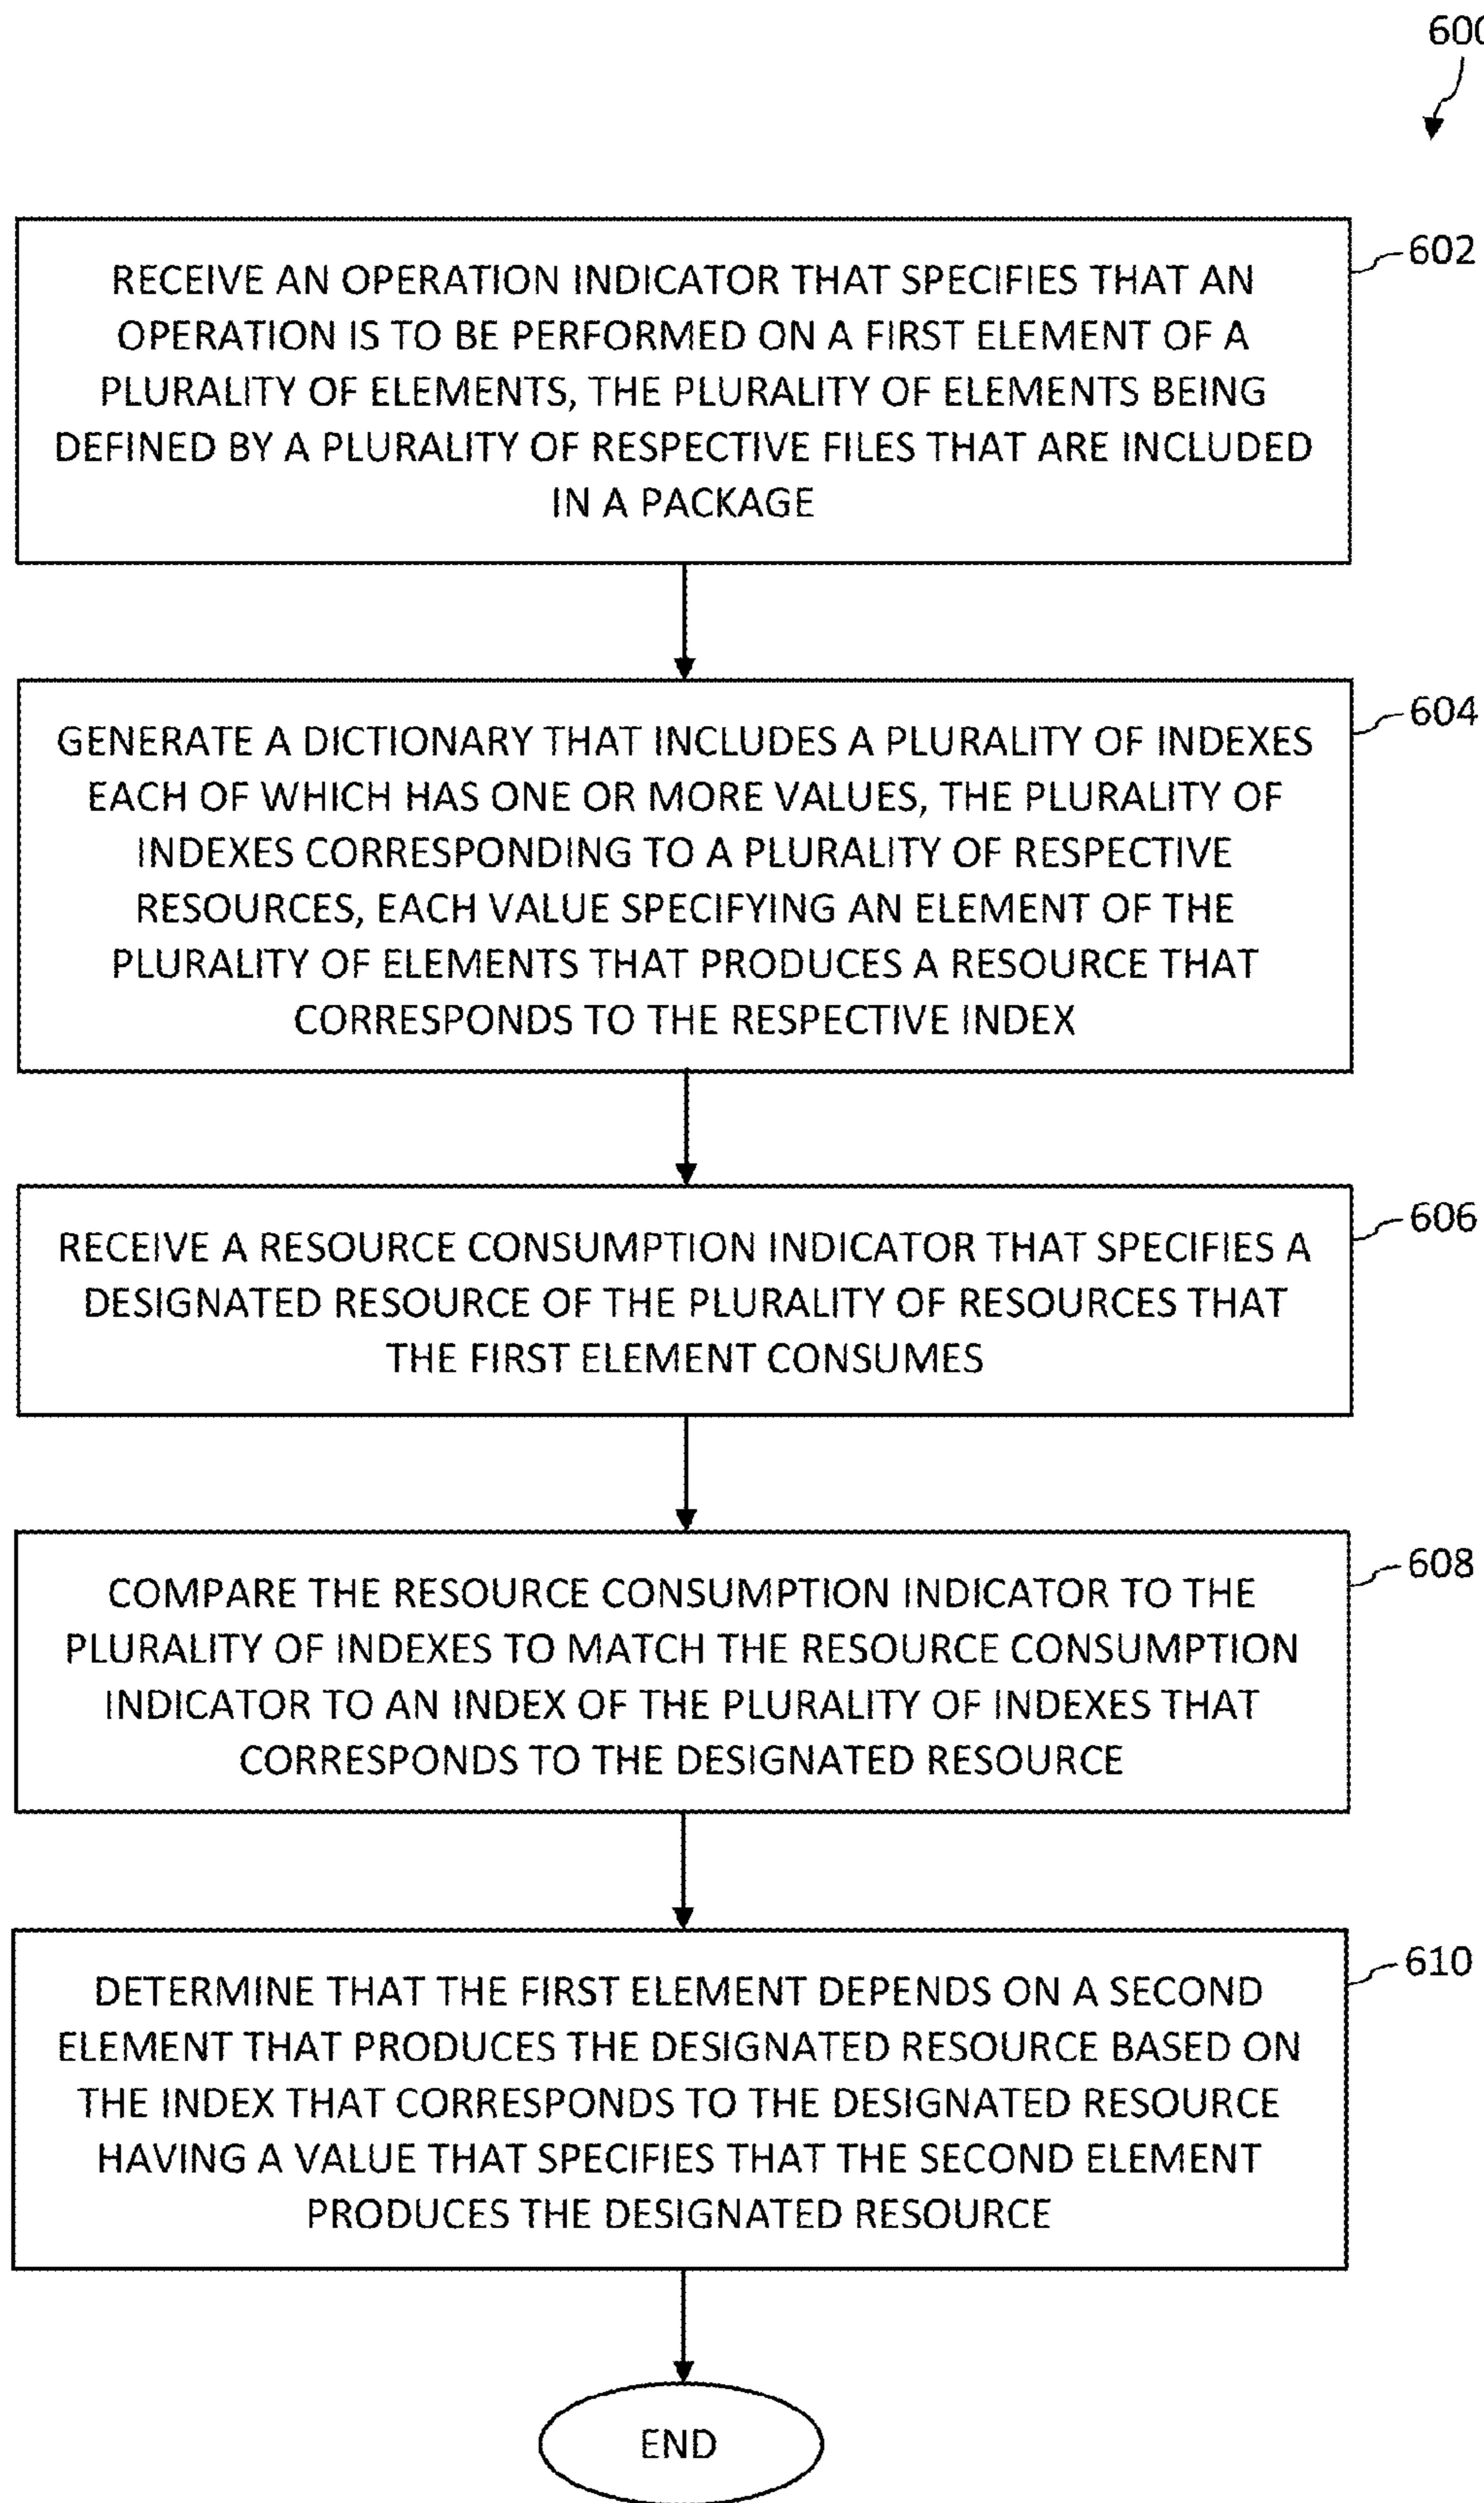 600
602
RECEIVE AN OPERATION INDICATOR THAT SPECIFIES THAT AN
OPERATION IS TO BE PERFORMED ON A FIRST ELEMENT OF A
PLURALITY OF ELEMENTS, THE PLURALITY OF ELEMENTS BEING
DEFINED BY A PLURALITY OF RESPECTIVE FILES THAT ARE INCLUDED
IN A PACKAGE
604
GENERATE A DICTIONARY THAT INCLUDES A PLURALITY OF INDEXES
EACH OF WHICH HAS ONE OR MORE VALUES, THE PLURALITY OF
INDEXES CORRESPONDING TO A PLURALITY OF RESPECTIVE
RESOURCES, EACH VALUE SPECIFYING AN ELEMENT OF THE
PLURALITY OF ELEMENTS THAT PRODUCES A RESOURCE THAT
CORRESPONDS TO THE RESPECTIVE INDEX
606
RECEIVE A RESOURCE CONSUMPTION INDICATOR THAT SPECIFIES A
DESIGNATED RESOURCE OF THE PLURALITY OF RESOURCES THAT
THE FIRST ELEMENT CONSUMES
608
COMPARE THE RESOURCE CONSUMPTION INDICATOR TO THE
PLURALITY OF INDEXES TO MATCH THE RESOURCE CONSUMPTION
INDICATOR TO AN INDEX OF THE PLURALITY OF INDEXES THAT
CORRESPONDS TO THE DESIGNATED RESOURCE
610
DETERMINE THAT THE FIRST ELEMENT DEPENDS ON A SECOND
ELEMENT THAT PRODUCES THE DESIGNATED RESOURCE BASED ON
THE INDEX THAT CORRESPONDS TO THE DESIGNATED RESOURCE
HAVING A VALUE THAT SPECIFIES THAT THE SECOND ELEMENT
PRODUCES THE DESIGNATED RESOURCE
END